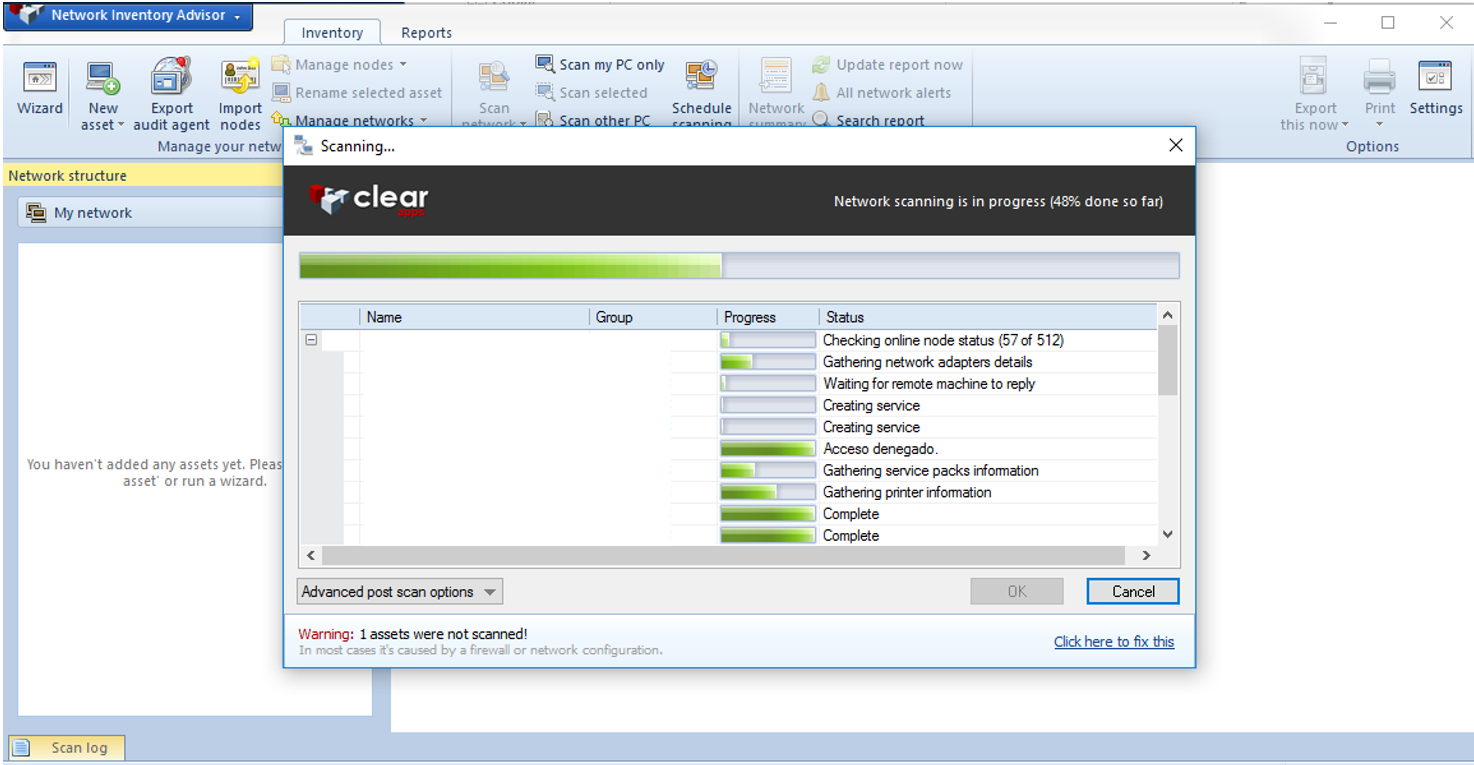 Network Inventory Advisor
Inventory
Reports
Manage nodes
Rename selected asset
Manage networks
Wizard
New asset
Export audit agent
Import nodes
Manage your netw
Scan network
Scan my PC only
Scan selected
Scan other PC
Schedule scanning
Network summary
Update report now
All network alerts
Search report
Export this now
Print
Settings
Options
Network structure
My network
You haven't added any assets yet. Pleas
asset' or run a wizard.
Scan log
Scanning...
clear
apps
Network scanning is in progress (48% done so far)
Name Group Progress Status
Checking online node status (57 of 512)
Gathering network adapters details
Waiting for remote machine to reply
Creating service
Creating service
Acceso denegado.
Gathering service packs information
Gathering printer information
Complete
Complete
Advanced post scan options
OK
Cancel
Warning: 1 assets were not scanned!
In most cases it's caused by a firewall or network configuration.
Click here to fix this